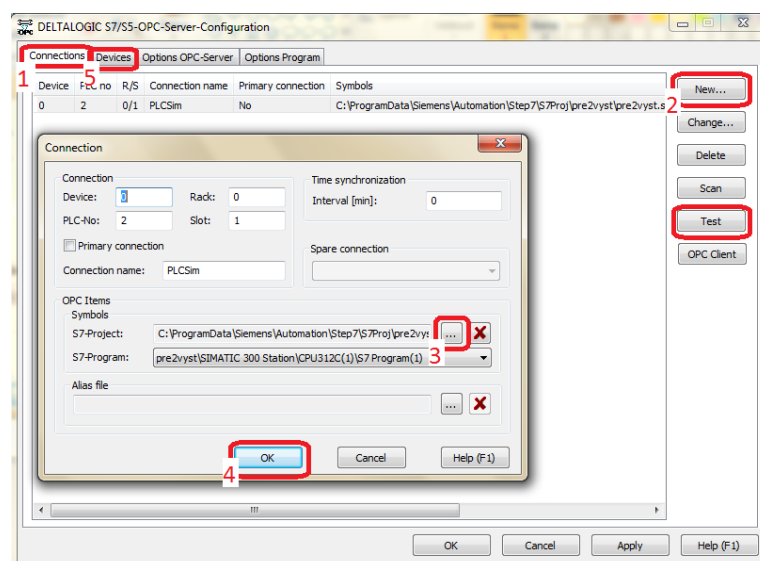 DELTALOGIC S7/S5-OPC-Server-Configuration
Connections Devices Options OPC-Server Options Program
1 5
Device PLC no R/S Connection name Primary connection Symbols
0 2 0/1 PLCSim No C:\ProgramData\Siemens\Automation\Step7\S7Proj\pre2vyst\pre2vyst.s
New...
2
Change...
Delete
Scan
Test
OPC Client
Connection
Connection
Device: 0 Rack: 0
PLC-No: 2 Slot: 1
Primary connection
Connection name: PLCSim
Time synchronization
Interval [min]: 0
Spare connection
OPC Items
Symbols
S7-Project: C:\ProgramData\Siemens\Automation\Step7\S7Proj\pre2vys ...
3
S7-Program: pre2vyst\SIMATIC 300 Station\CPU312C(1)\S7 Program(1)
Alias file
...
OK Cancel Help (F1)
4
OK Cancel Apply Help (F1)